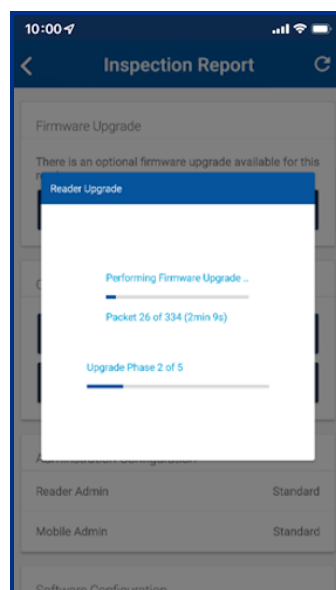 10:00
Inspection Report
Firmware Upgrade
There is an optional firmware upgrade available for this
Reader Upgrade
Performing Firmware Upgrade ..
Packet 26 of 334 (2min 9s)
Upgrade Phase 2 of 5
Reader Admin
Standard
Mobile Admin
Standard
Software Configuration